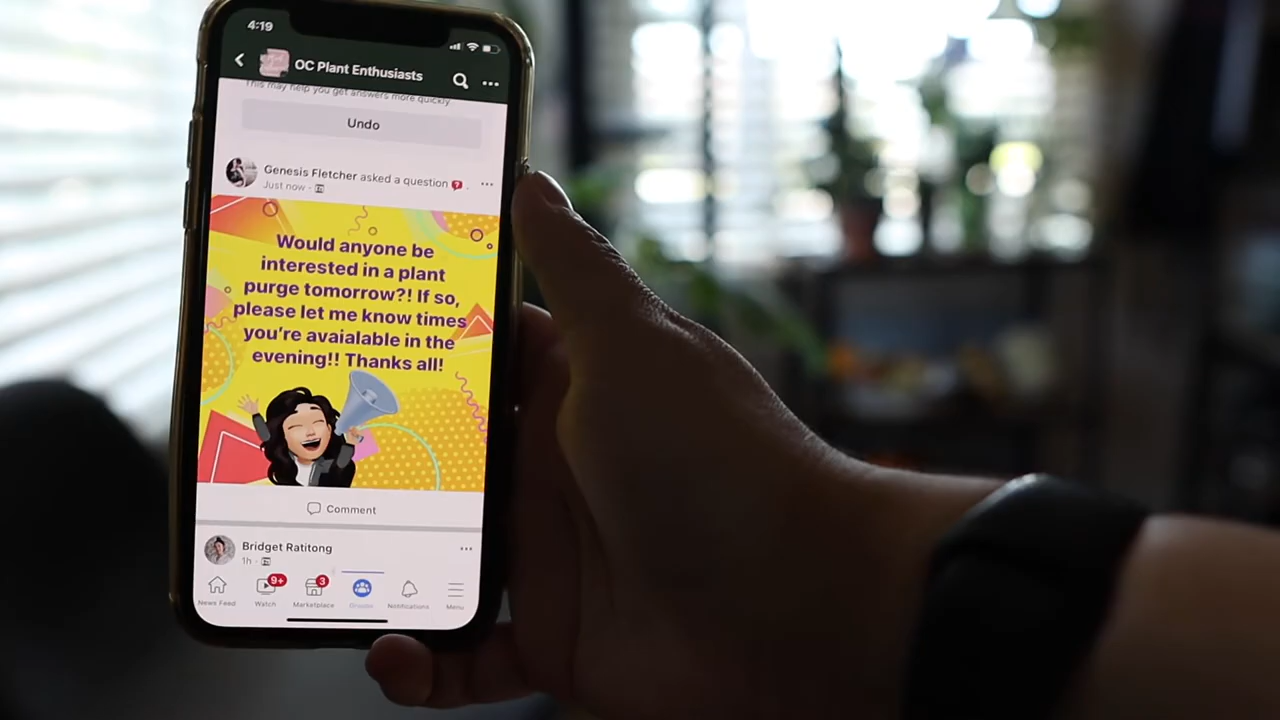 4:19
OC Plant Enthusiasts
This may help you get answers more quickly
Undo
Genesis Fletcher asked a question
Just now ·
Would anyone be
interested in a plant
purge tomorrow?! If so,
please let me know times
you're avaialable in the
evening!! Thanks all!
Comment
Bridget Ratitong
1h ·
9+
3
News Feed
Watch
Marketplace
Groups
Notifications
Menu